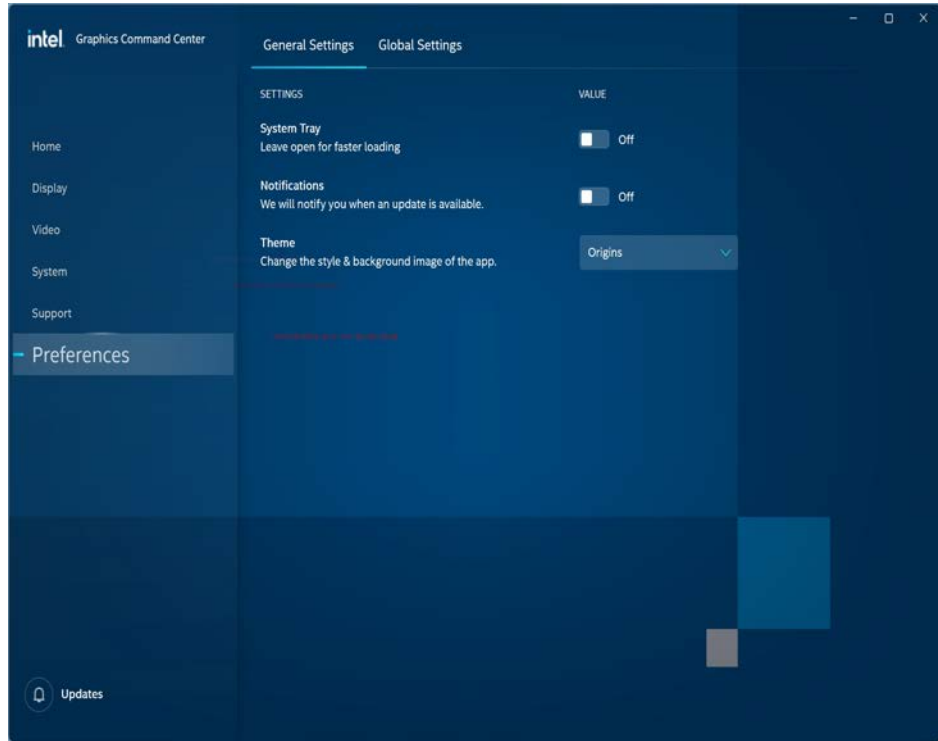 intel. Graphics Command Center
General Settings Global Settings
SETTINGS VALUE
System Tray
Leave open for faster loading
Off
Notifications
We will notify you when an update is available.
Off
Theme
Change the style & background image of the app.
Origins
Home
Display
Video
System
Support
Preferences
Updates